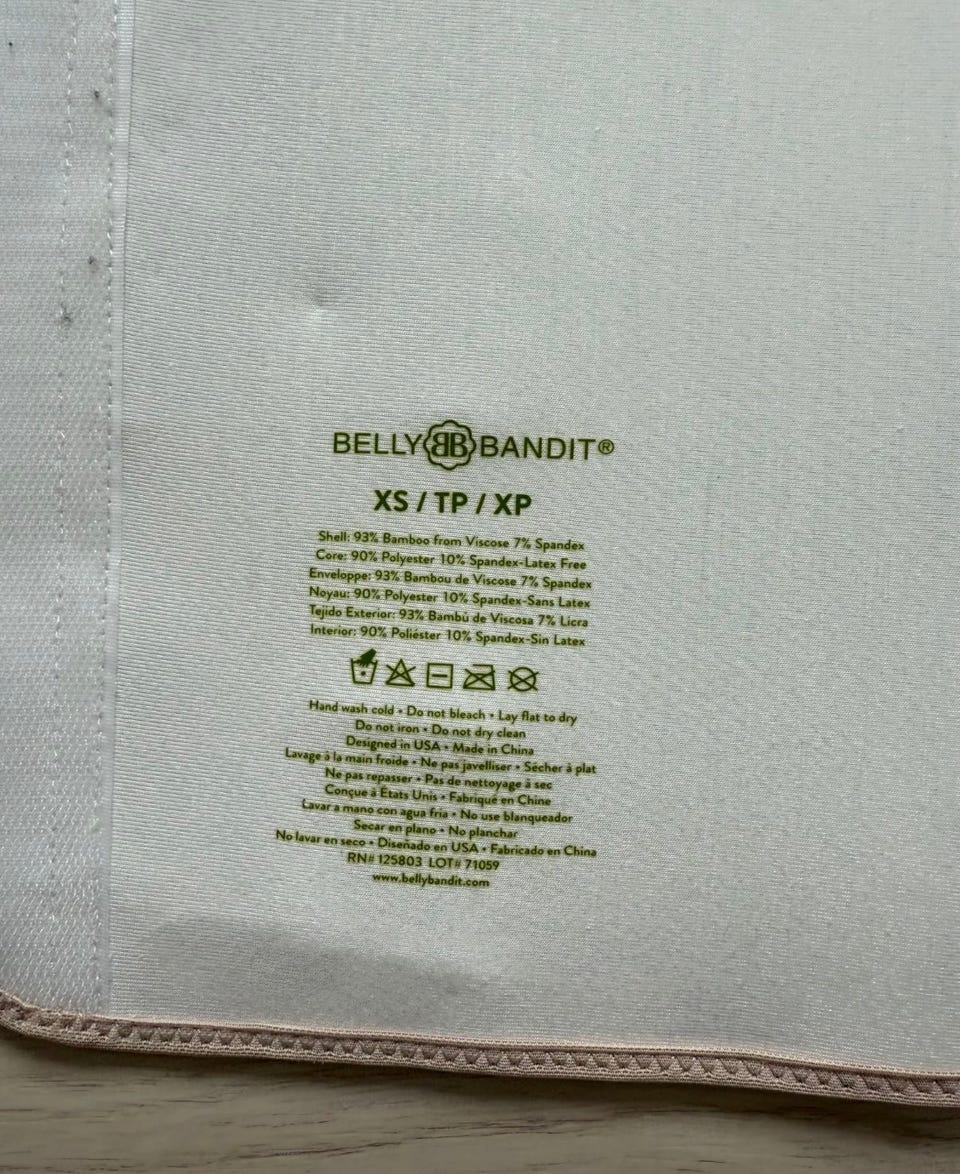 BELLY BB BANDIT®
XS / TP / XP
Shell: 93% Bamboo from Viscose 7% Spandex
Core: 90% Polyester 10% Spandex-Latex Free
Enveloppe: 93% Bambou de Viscose 7% Spandex
Noyau: 90% Polyester 10% Spandex-Sans Latex
Tejido Exterior: 93% Bambú de Viscosa 7% Licra
Interior: 90% Poliéster 10% Spandex-Sin Latex
Hand wash cold • Do not bleach • Lay flat to dry
Do not iron • Do not dry clean
Designed in USA • Made in China
Lavage à la main froide • Ne pas javelliser • Sécher à plat
Ne pas repasser • Pas de nettoyage à sec
Conçue à États Unis • Fabriqué en Chine
Lavar a mano con agua fría • No use blanqueador
Secar en plano • No planchar
No lavar en seco • Diseñado en USA • Fabricado en China
RN# 125803 LOT# 71059
www.bellybandit.com